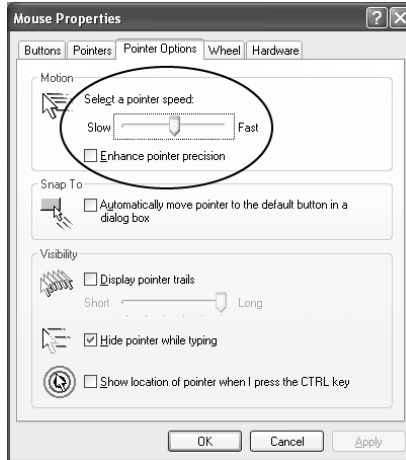 Mouse Properties
Buttons Pointers Pointer Options Wheel Hardware
Motion
Select a pointer speed:
Slow Fast
Enhance pointer precision
Snap To
Automatically move pointer to the default button in a
dialog box
Visibility
Display pointer trails
Short Long
Hide pointer while typing
Show location of pointer when I press the CTRL key
OK Cancel Apply